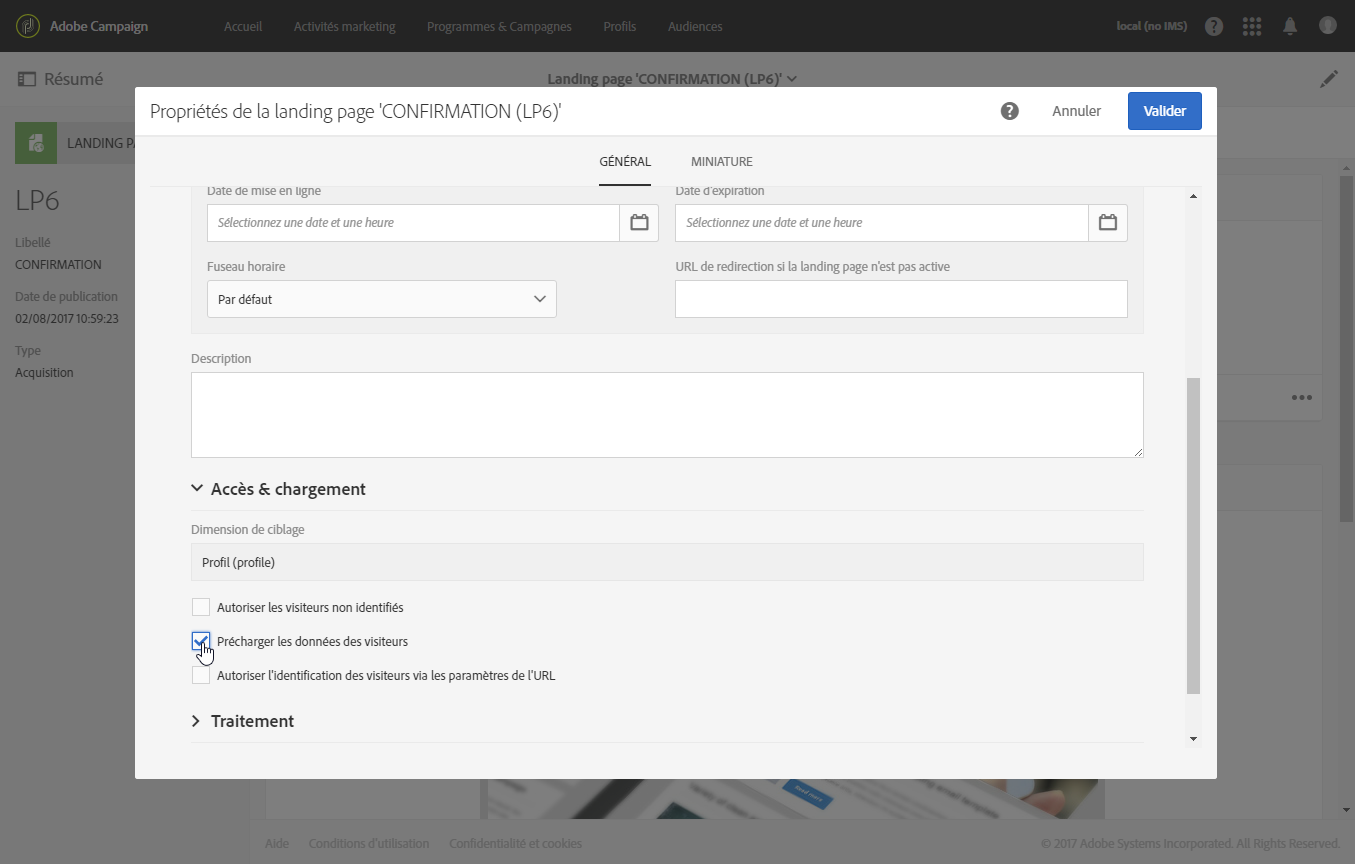 Adobe Campaign Accueil Activités marketing Programmes & Campagnes Profils Audiences local (no IMS)
Résumé Landing page 'CONFIRMATION (LP6)'
Propriétés de la landing page 'CONFIRMATION (LP6)' Annuler Valider
LANDING PA
GÉNÉRAL MINIATURE
LP6
Libellé
CONFIRMATION
Date de publication
02/08/2017 10:59:23
Type
Acquisition
Date de mise en ligne Date d'expiration
Sélectionnez une date et une heure Sélectionnez une date et une heure
Fuseau horaire URL de redirection si la landing page n'est pas active
Par défaut
Description
Accès & chargement
Dimension de ciblage
Profil (profile)
Autoriser les visiteurs non identifiés
Précharger les données des visiteurs
Autoriser l'identification des visiteurs via les paramètres de l'URL
Traitement
Read more
Aide Conditions d'utilisation Confidentialité et cookies © 2017 Adobe Systems Incorporated. All Rights Reserved.